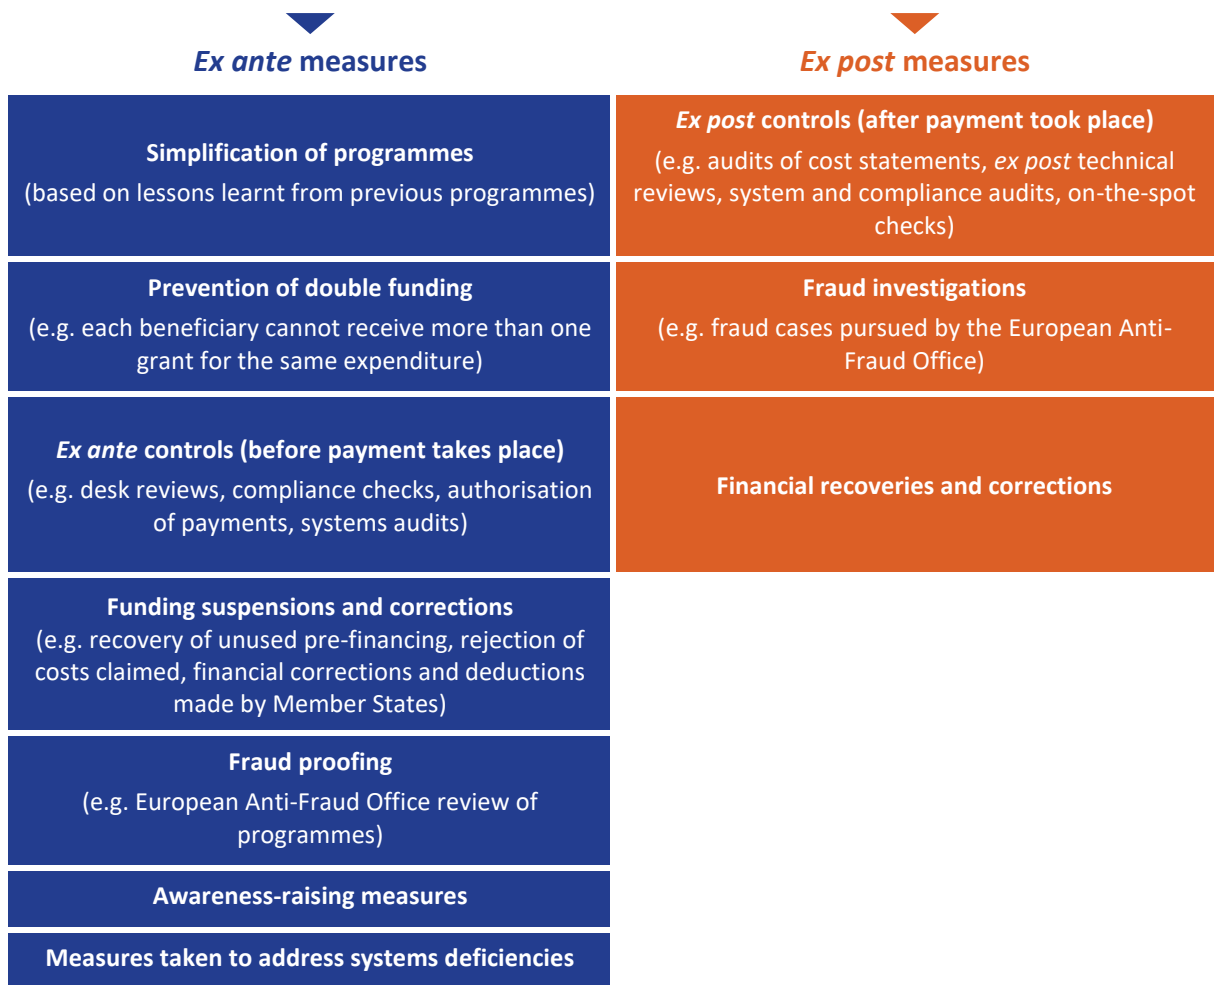 Ex ante measures
Simplification of programmes
(based on lessons learnt from previous programmes)
Prevention of double funding
(e.g. each beneficiary cannot receive more than one
grant for the same expenditure)
Ex ante controls (before payment takes place)
(e.g. desk reviews, compliance checks, authorisation
of payments, systems audits)
Funding suspensions and corrections
(e.g. recovery of unused pre-financing, rejection of
costs claimed, financial corrections and deductions
made by Member States)
Fraud proofing
(e.g. European Anti-Fraud Office review of
programmes)
Awareness-raising measures
Measures taken to address systems deficiencies
Ex post measures
Ex post controls (after payment took place)
(e.g. audits of cost statements, ex post technical
reviews, system and compliance audits, on-the-spot
checks)
Fraud investigations
(e.g. fraud cases pursued by the European Anti-
Fraud Office)
Financial recoveries and corrections